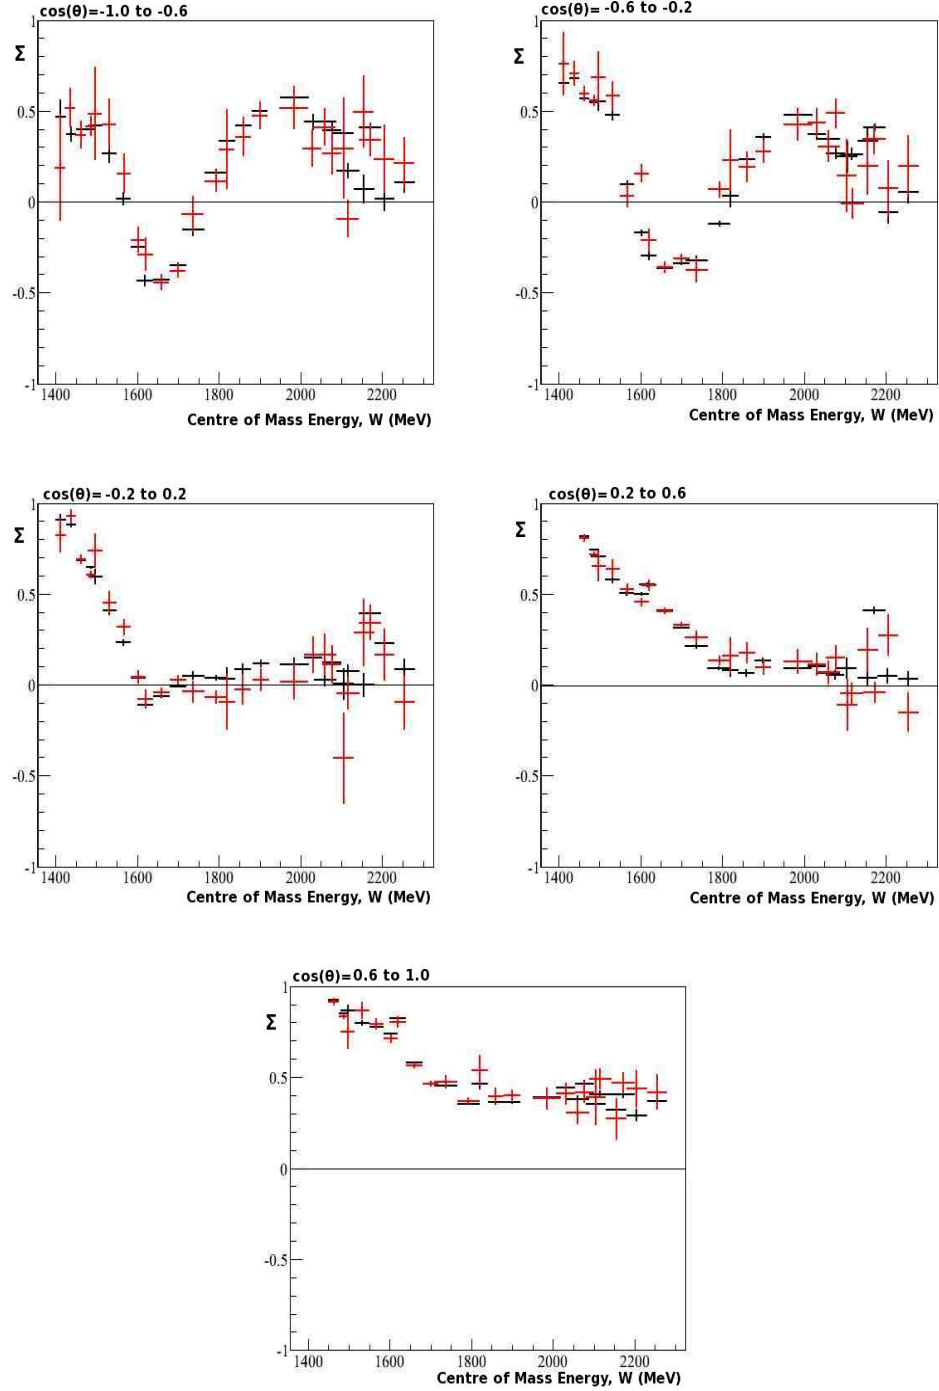 cos(θ)=-1.0 to -0.6
1
Σ
0.5
0
-0.5
-1
1400 1600 1800 2000 2200
Centre of Mass Energy, W (MeV)
cos(θ)= -0.6 to -0.2
1
Σ
0.5
0
-0.5
-1
1400 1600 1800 2000 2200
Centre of Mass Energy, W (MeV)
cos(θ)= -0.2 to 0.2
1
Σ
0.5
0
-0.5
-1
1400 1600 1800 2000 2200
Centre of Mass Energy, W (MeV)
cos(θ)= 0.2 to 0.6
1
Σ
0.5
0
-0.5
-1
1400 1600 1800 2000 2200
Centre of Mass Energy, W (MeV)
cos(θ)= 0.6 to 1.0
1
Σ
0.5
0
-0.5
-1
1400 1600 1800 2000 2200
Centre of Mass Energy, W (MeV)